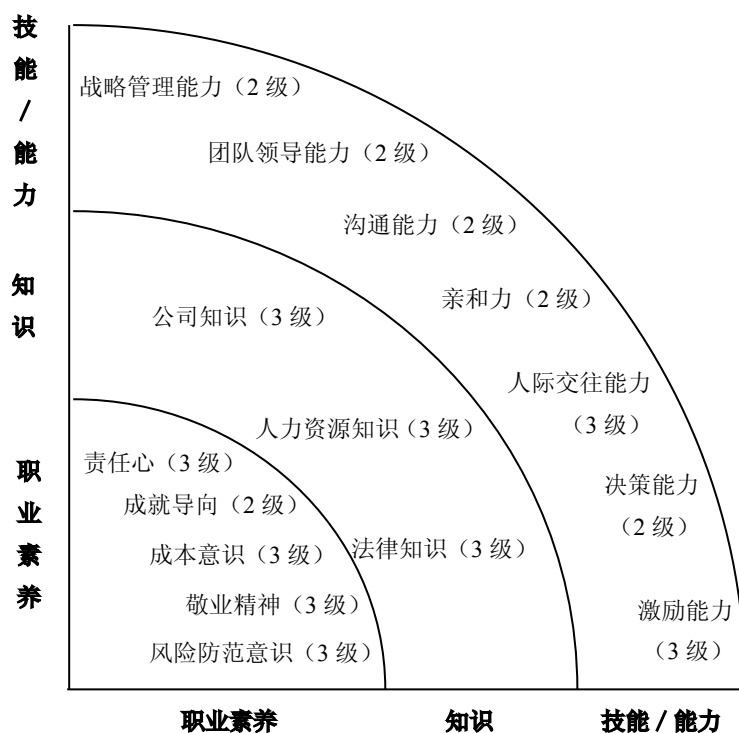 技能/能力
战略管理能力（2 级）
团队领导能力（2 级）
沟通能力（2 级）
亲和力（2 级）
人际交往能力
（3 级）
决策能力
（2 级）
激励能力
（3 级）
知识
公司知识（3 级）
人力资源知识（3 级）
法律知识（3 级）
职业素养
责任心（3 级）
成就导向（2 级）
成本意识（3 级）
敬业精神（3 级）
风险防范意识（3 级）
职业素养
知识
技能 / 能力